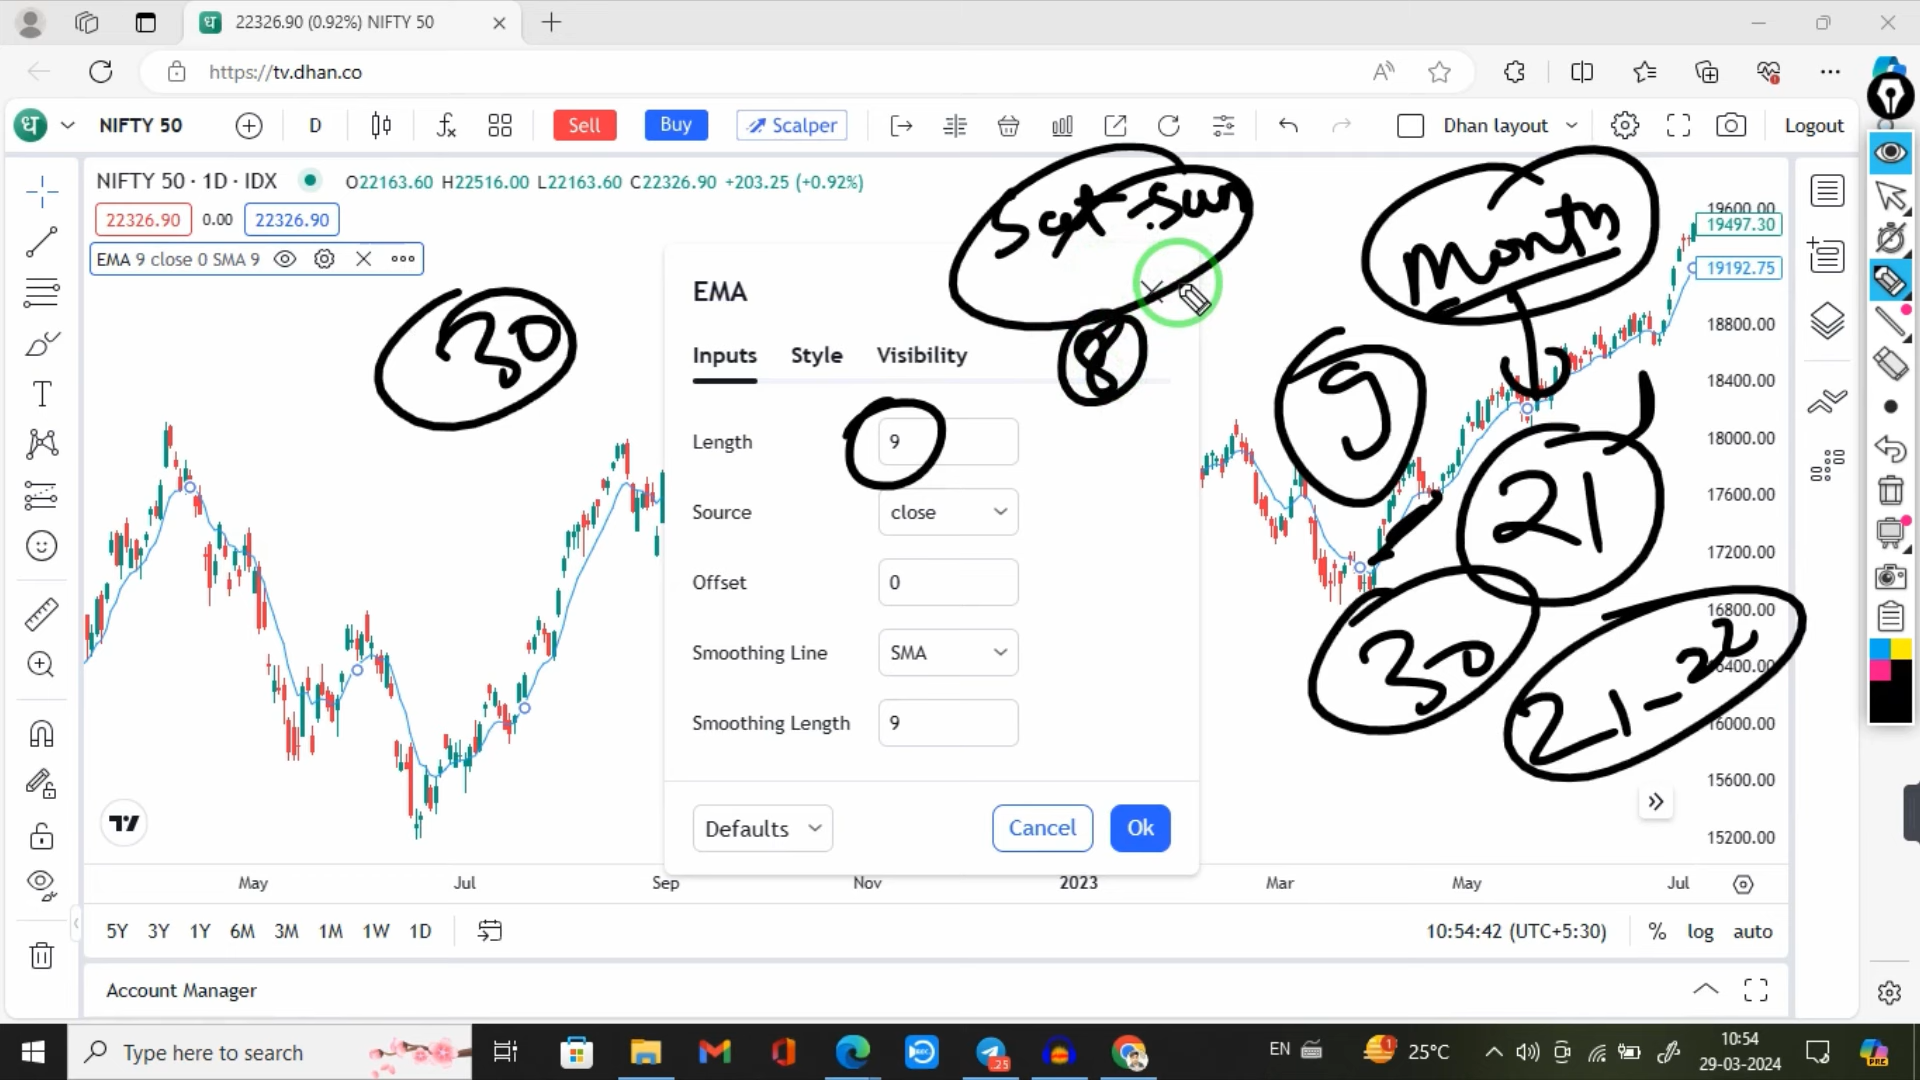 22326.90 (0.92%) NIFTY 50
https://tv.dhan.co
NIFTY 50
D
Sell
Buy
Scalper
Dhan layout
Logout
NIFTY 50 · 1D · IDX
O22163.60 H22516.00 L22163.60 C22326.90 +203.25 (+0.92%)
22326.90
0.00
22326.90
EMA 9 close 0 SMA 9
Sat - Sun
8
Month
9
21
30
21-22
30
EMA
Inputs
Style
Visibility
Length
9
Source
close
Offset
0
Smoothing Line
SMA
Smoothing Length
9
Defaults
Cancel
Ok
19600.00
19497.30
19192.75
18800.00
18400.00
18000.00
17600.00
17200.00
16800.00
16400.00
16000.00
15600.00
15200.00
May
Jul
Sep
Nov
2023
Mar
May
Jul
5Y
3Y
1Y
6M
3M
1M
1W
1D
10:54:42 (UTC+5:30)
%
log
auto
Account Manager
Type here to search
EN
25°C
10:54
29-03-2024